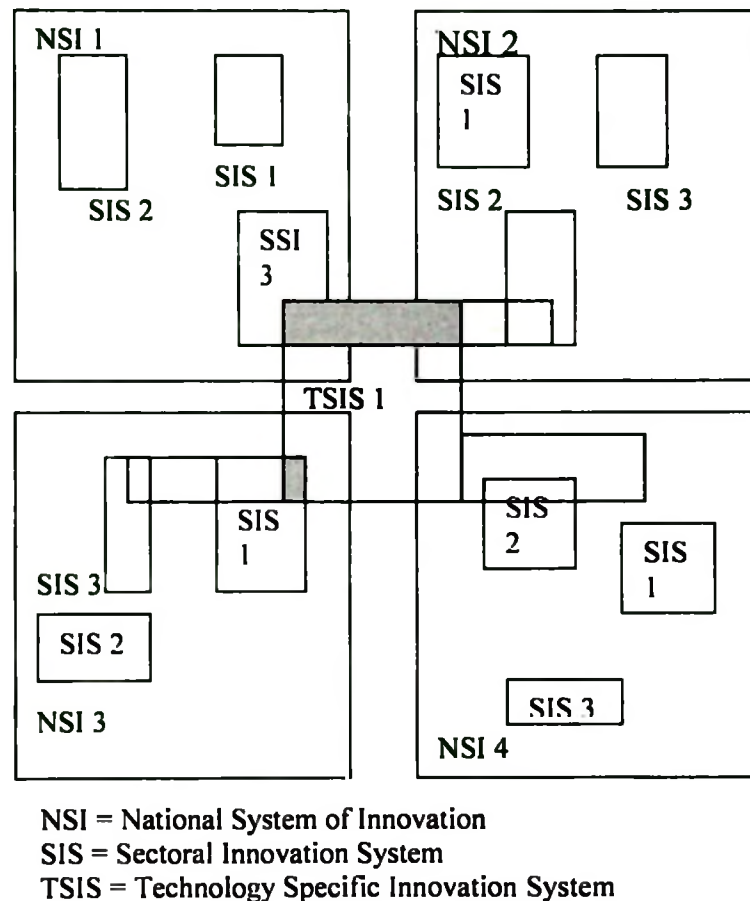 NSI 1
SIS 2
SIS 1
SSI
3
NSI 2
SIS
1
SIS 2
SIS 3
TSIS 1
SIS 3
SIS
1
SIS 2
NSI 3
SIS
2
SIS
1
SIS 3
NSI 4
NSI = National System of Innovation
SIS = Sectoral Innovation System
TSIS = Technology Specific Innovation System